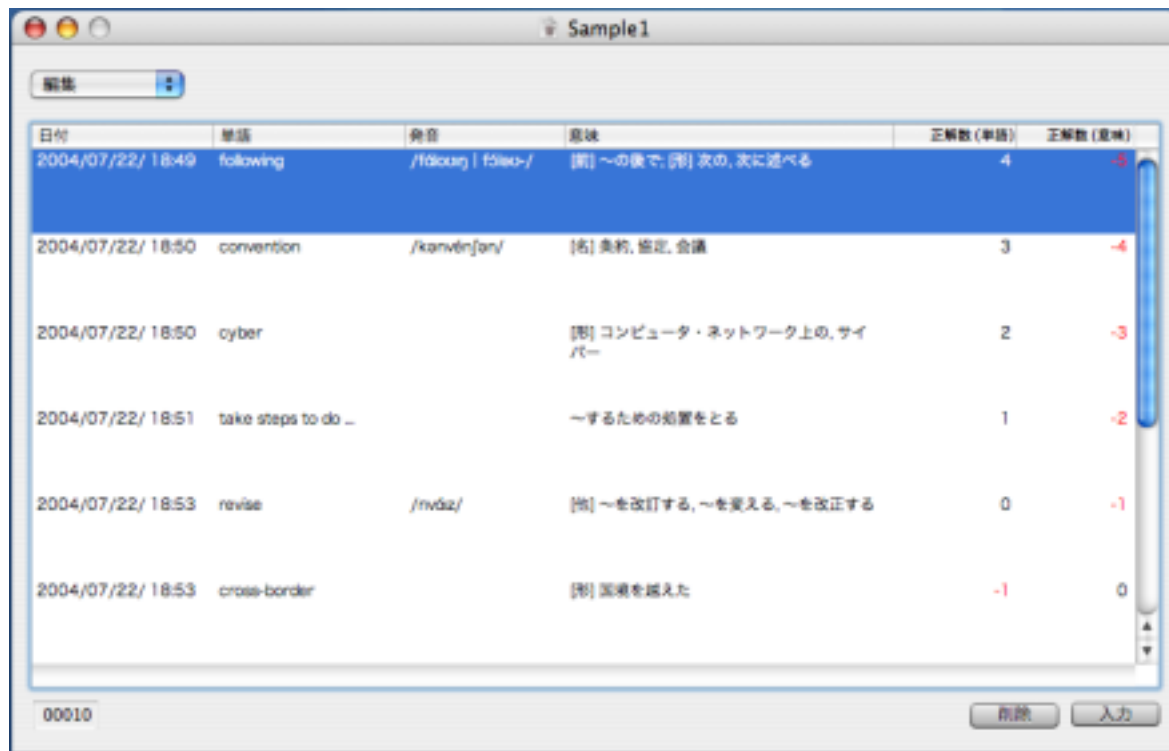 Sample1
編集
日付 単語 発音 意味 正解数(単語) 正解数(意味)
2004/07/22/ 18:49 following [前] ～の後で; [形] 次の, 次に述べる 4 -5
2004/07/22/ 18:50 convention /kənvénʃən/ [名] 条約, 協定, 会議 3 -4
2004/07/22/ 18:50 cyber [形] コンピュータ・ネットワーク上の, サイ 2 -3
バー
2004/07/22/ 18:51 take steps to do ... ～するための処置をとる 1 -2
2004/07/22/ 18:53 revise [他] ～を改訂する, ～を変える, ～を改正する 0 -1
2004/07/22/ 18:53 cross-border [形] 国境を越えた -1 0
00010 削除 入力